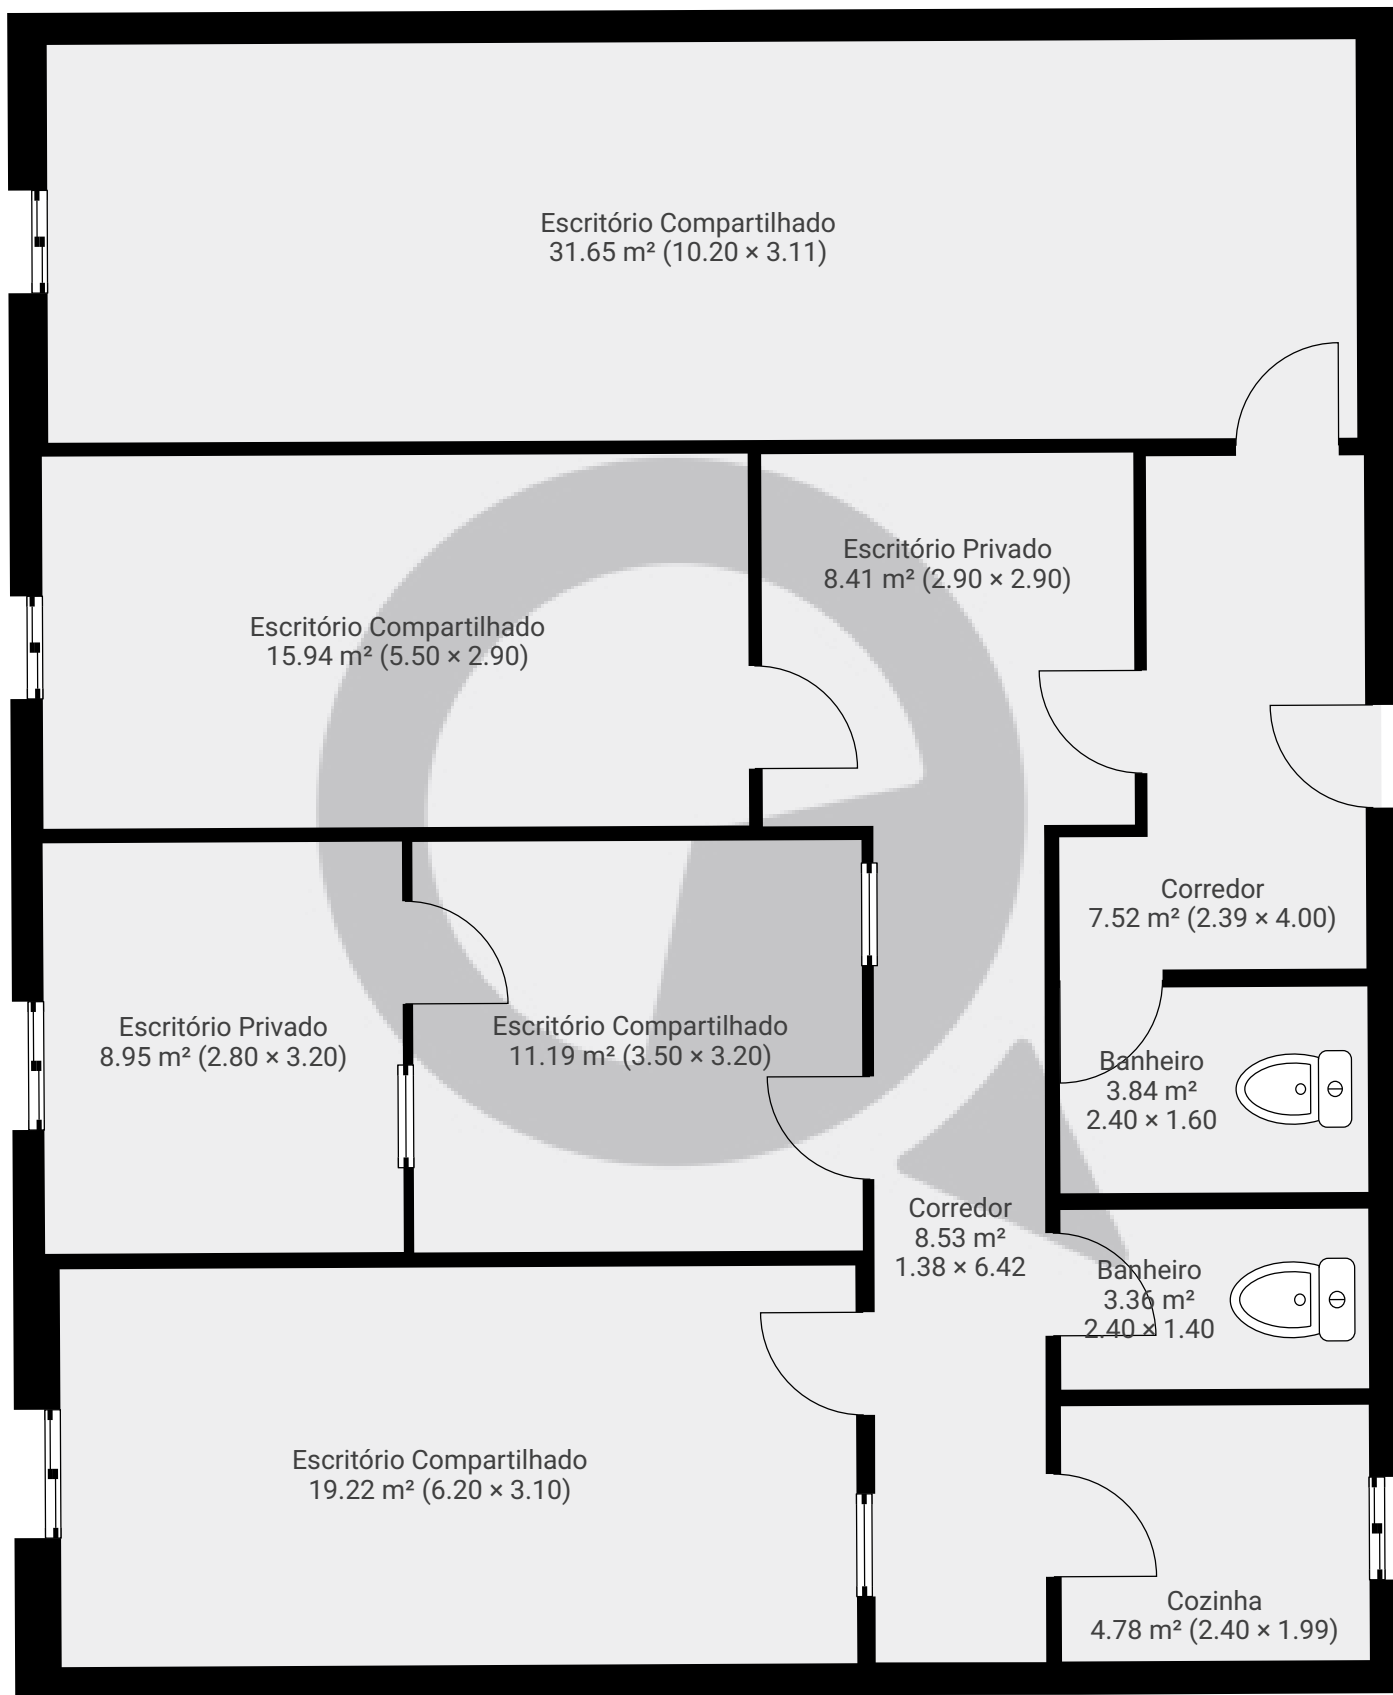 Escritório Compartilhado
31.65 m² (10.20 × 3.11)
Escritório Privado
8.41 m² (2.90 × 2.90)
Escritório Compartilhado
15.94 m² (5.50 × 2.90)
Corredor
7.52 m² (2.39 × 4.00)
Escritório Privado
8.95 m² (2.80 × 3.20)
Escritório Compartilhado
11.19 m² (3.50 × 3.20)
Banheiro
3.84 m²
2.40 × 1.60
Corredor
8.53 m²
1.38 × 6.42
Banheiro
3.36 m²
2.40 × 1.40
Escritório Compartilhado
19.22 m² (6.20 × 3.10)
Cozinha
4.78 m² (2.40 × 1.99)